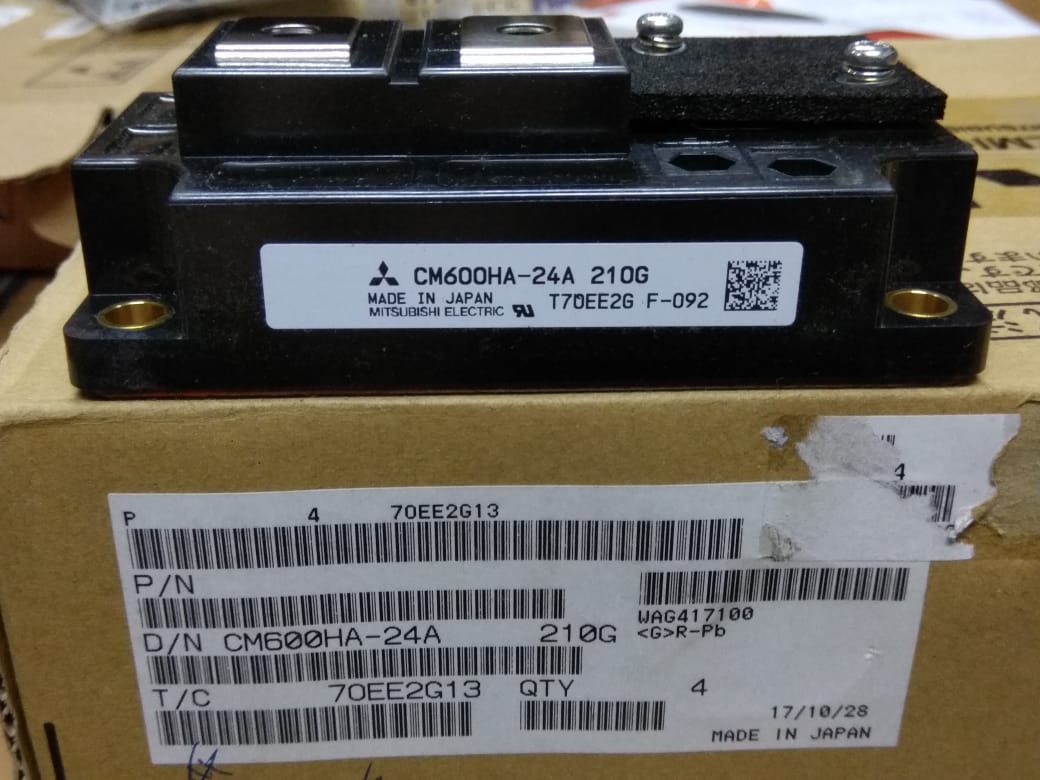 CM600HA-24A 210G
MADE IN JAPAN T70EE2G F-092
MITSUBISHI ELECTRIC
4
P 4 70EE2G13
P/N
WAG417100
D/N CM600HA-24A 210G <G>R-Pb
T/C 70EE2G13 QTY 4
17/10/28
MADE IN JAPAN